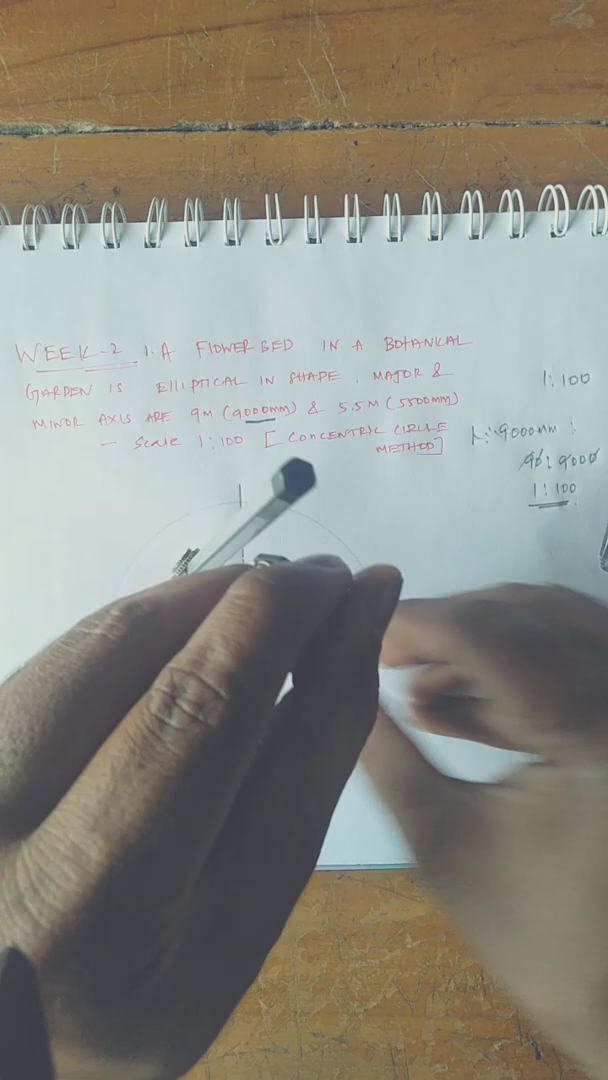 WEEK-2 1. A FLOWER BED IN A BOTANICAL
GARDEN IS ELLIPTICAL IN SHAPE. MAJOR &
MINOR AXIS ARE 9M (9000MM) & 5.5M (5500MM)
- Scale 1:100 [CONCENTRIC CIRCLE
METHOD]
1:100
9000mm :
90:9000
1:100